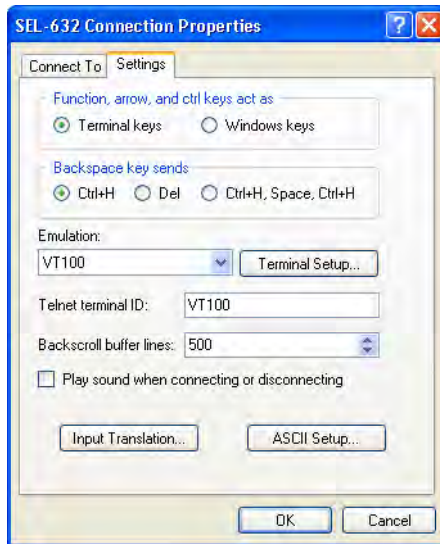 SEL-632 Connection Properties
Connect To Settings
Function, arrow, and ctrl keys act as
Terminal keys Windows keys
Backspace key sends
Ctrl+H Del Ctrl+H, Space, Ctrl+H
Emulation:
VT100 Terminal Setup...
Telnet terminal ID: VT100
Backscroll buffer lines: 500
Play sound when connecting or disconnecting
Input Translation... ASCII Setup...
OK Cancel